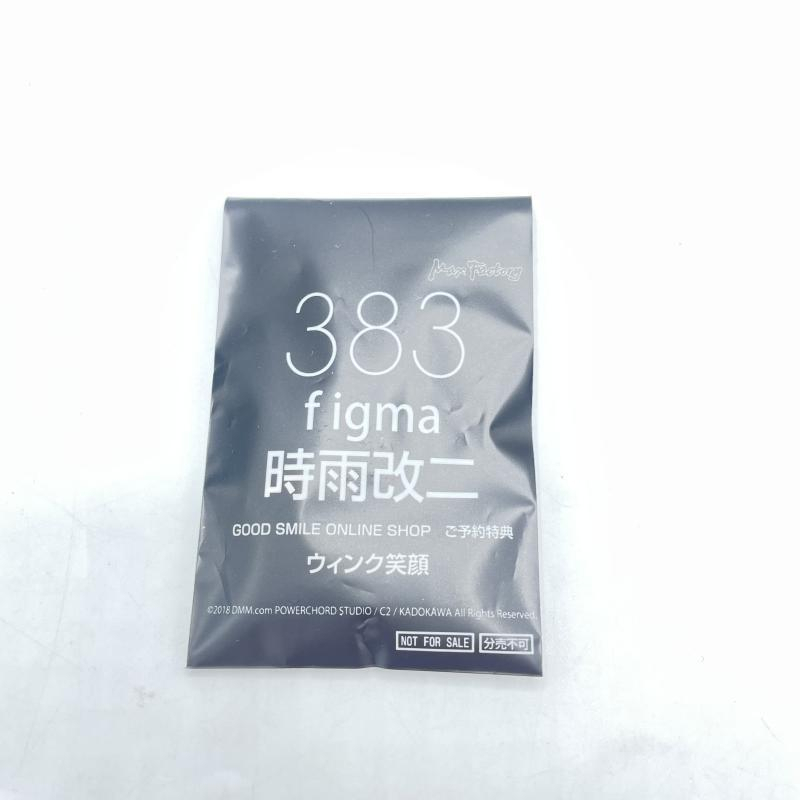 Max Factory
383
figma
時雨改二
GOOD SMILE ONLINE SHOP ご予約特典
ウィンク笑顔
©2018 DMM.com POWERCHORD STUDIO / C2 / KADOKAWA All Rights Reserved.
NOT FOR SALE 分売不可